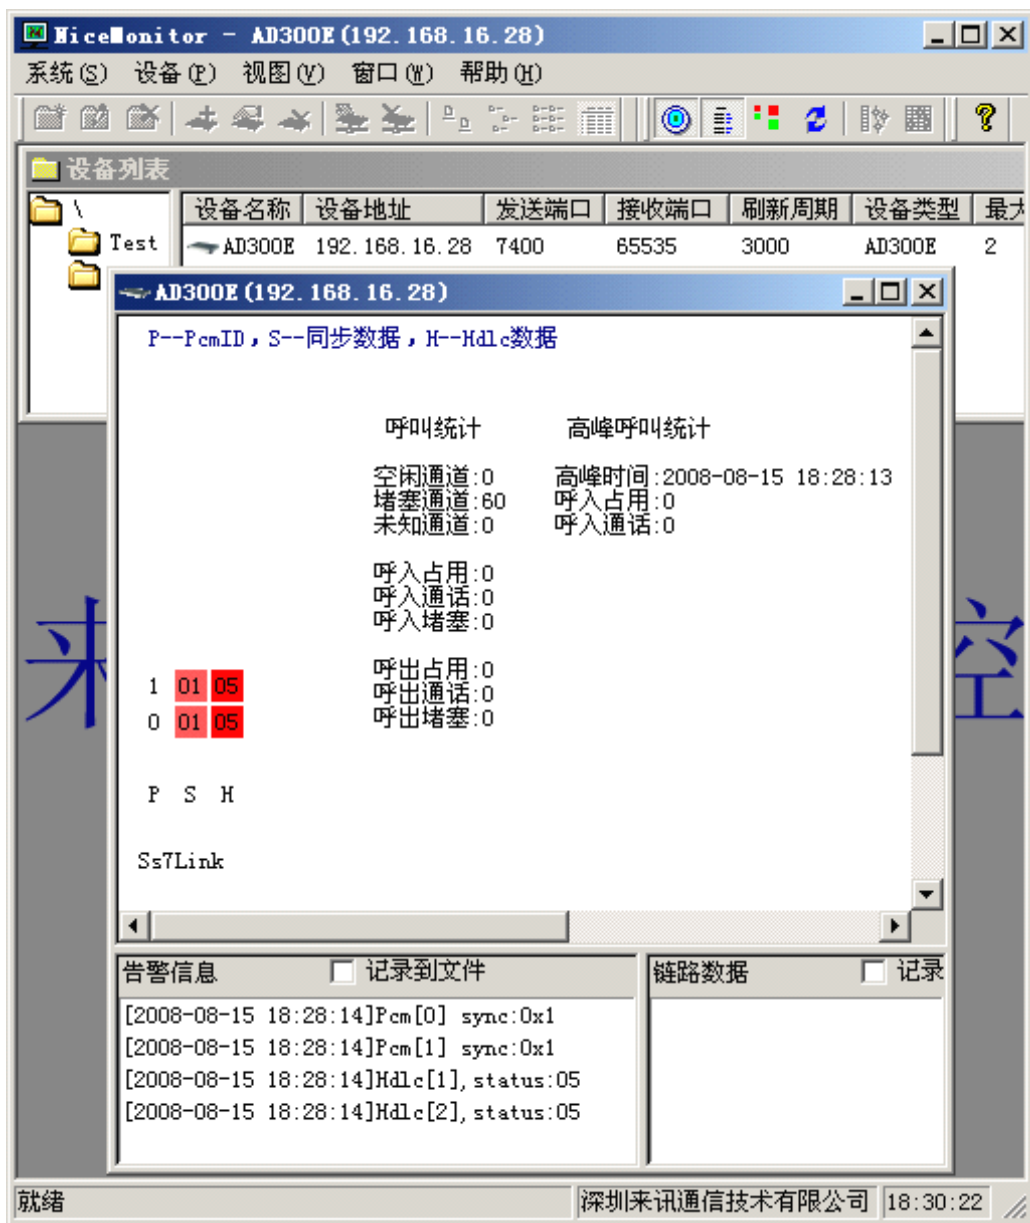 NiceMonitor - AD300E(192.168.16.28)
系统(S) 设备(P) 视图(V) 窗口(W) 帮助(H)
设备列表
\ 设备名称 设备地址 发送端口 接收端口 刷新周期 设备类型 最大
Test AD300E 192.168.16.28 7400 65535 3000 AD300E 2
AD300E(192.168.16.28)
P--PcmID,S--同步数据,H--Hdlc数据
呼叫统计 高峰呼叫统计
空闲通道:0 高峰时间:2008-08-15 18:28:13
堵塞通道:60 呼入占用:0
未知通道:0 呼入通话:0
呼入占用:0
呼入通话:0
呼入堵塞:0
呼出占用:0
1 01 05 呼出通话:0
0 01 05 呼出堵塞:0
P S H
Ss7Link
来 控
告警信息 记录到文件 链路数据 记录
[2008-08-15 18:28:14]Pcm[0] sync:0x1
[2008-08-15 18:28:14]Pcm[1] sync:0x1
[2008-08-15 18:28:14]Hdlc[1],status:05
[2008-08-15 18:28:14]Hdlc[2],status:05
就绪 深圳来讯通信技术有限公司 18:30:22